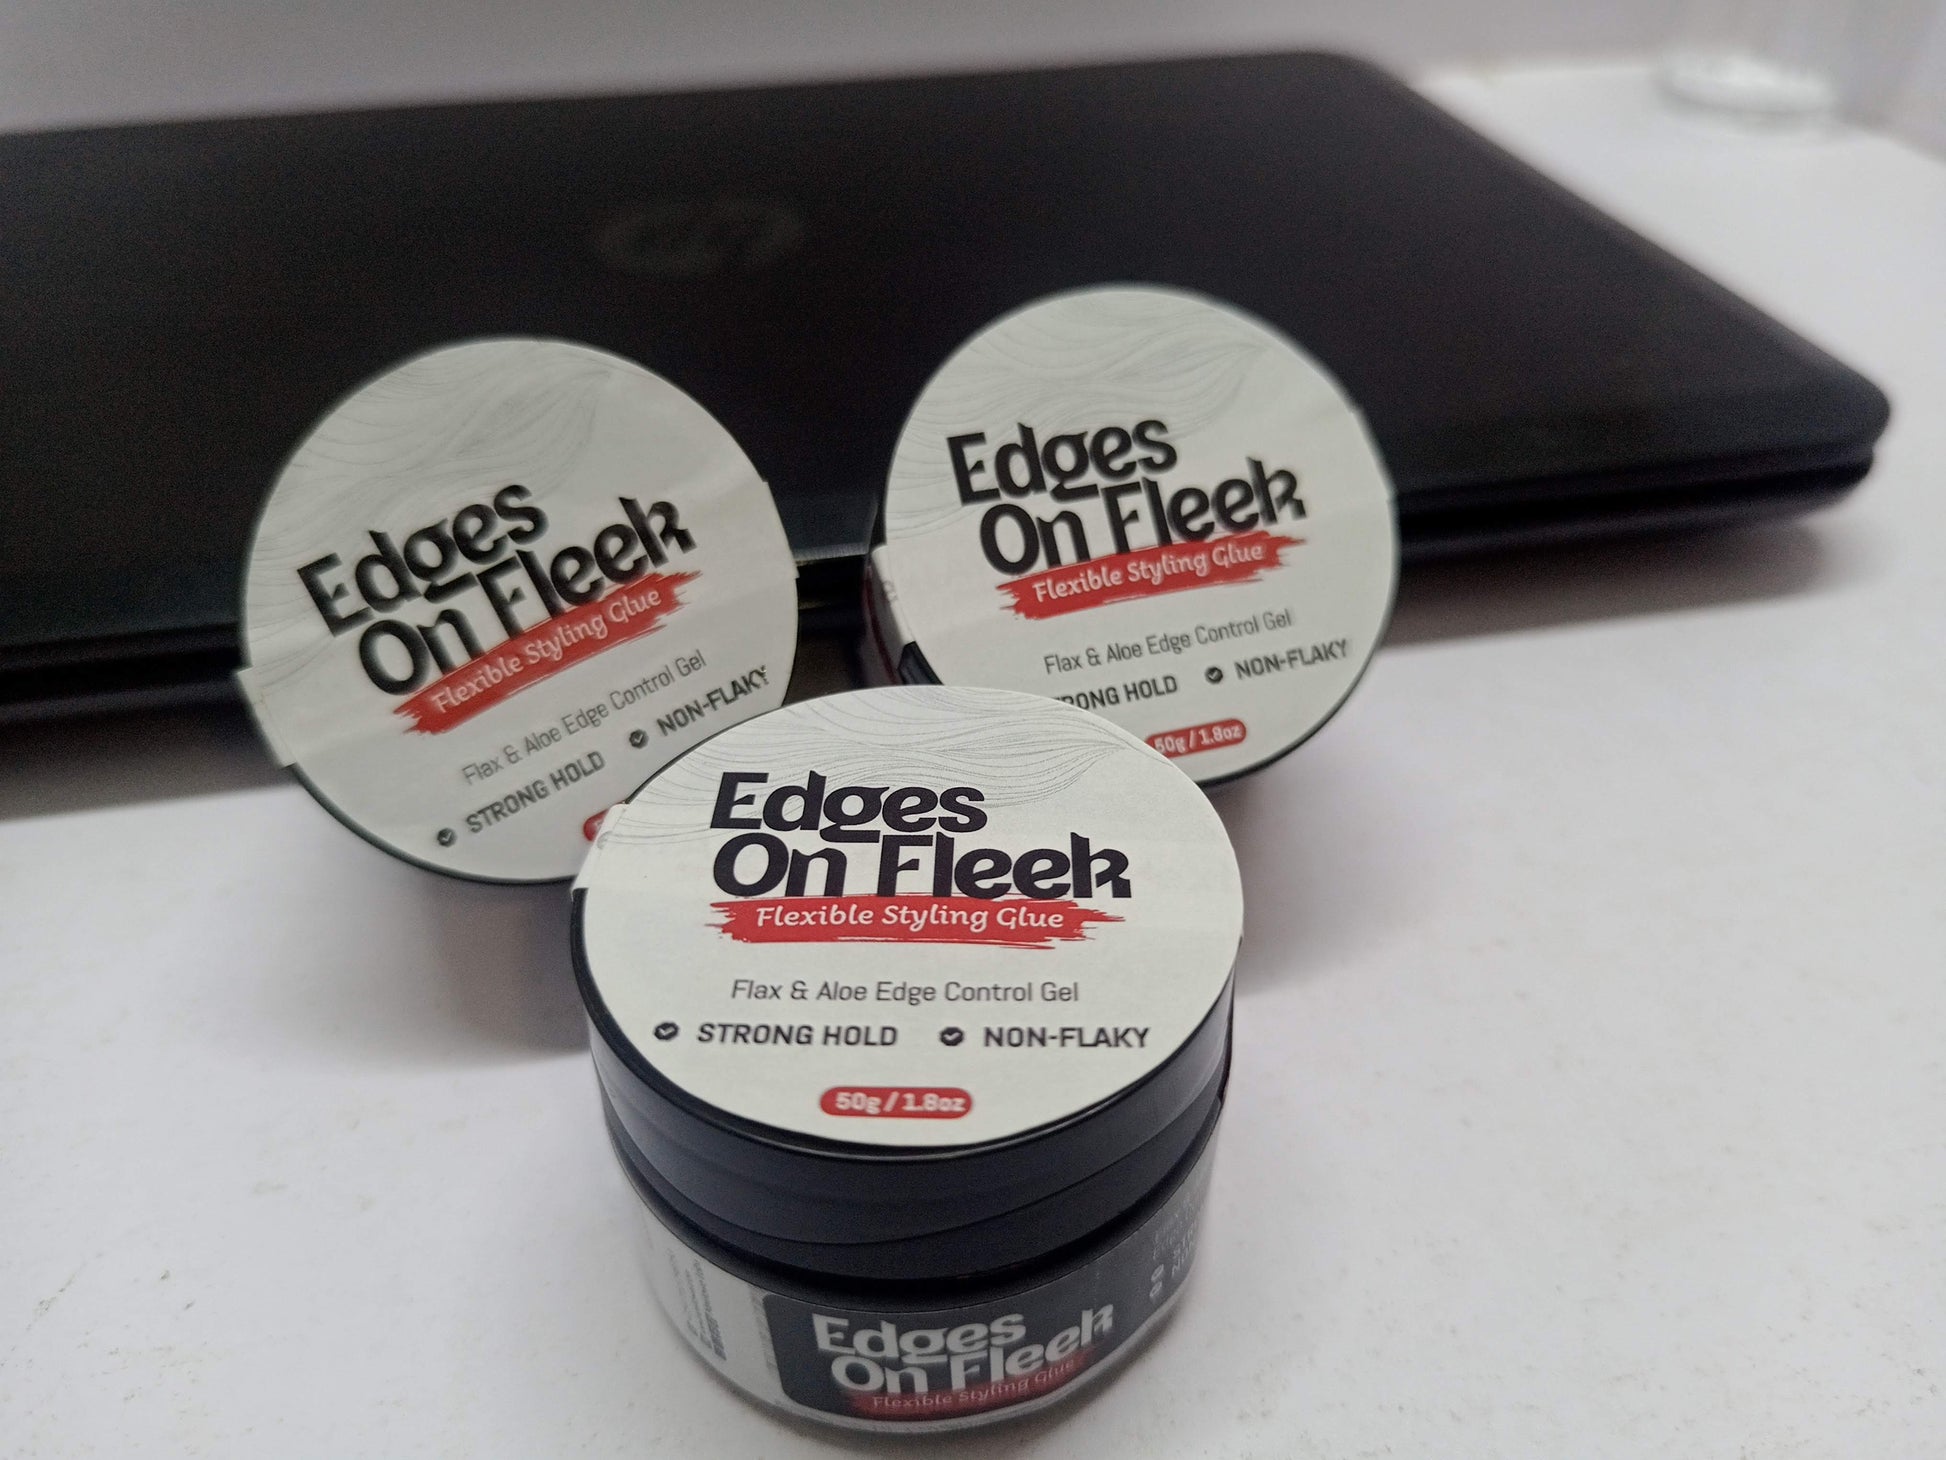 Edges
On Fleek
Flexible Styling Glue
Flax & Aloe Edge Control Gel
STRONG HOLD NON-FLAKY
Edges
On Fleek
Flexible Styling Glue
Flax & Aloe Edge Control Gel
STRONG HOLD NON-FLAKY
50g / 1.8oz
Edges
On Fleek
Flexible Styling Glue
Flax & Aloe Edge Control Gel
STRONG HOLD NON-FLAKY
50g / 1.8oz
Edges
On Fleek
Flexible Styling Glue
hp